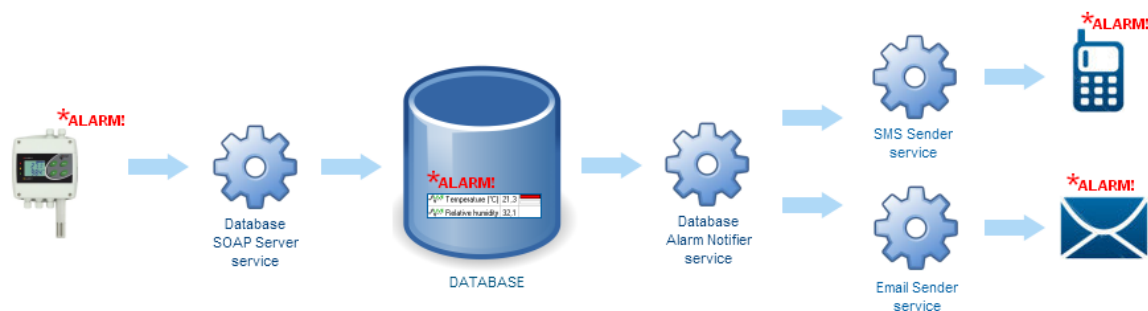 *ALARM!
Database
SOAP Server
service
*ALARM!
Temperature [°C] 21,3
Relative humidity 32,1
DATABASE
Database
Alarm Notifier
service
SMS Sender
service
*ALARM!
Email Sender
service
*ALARM!